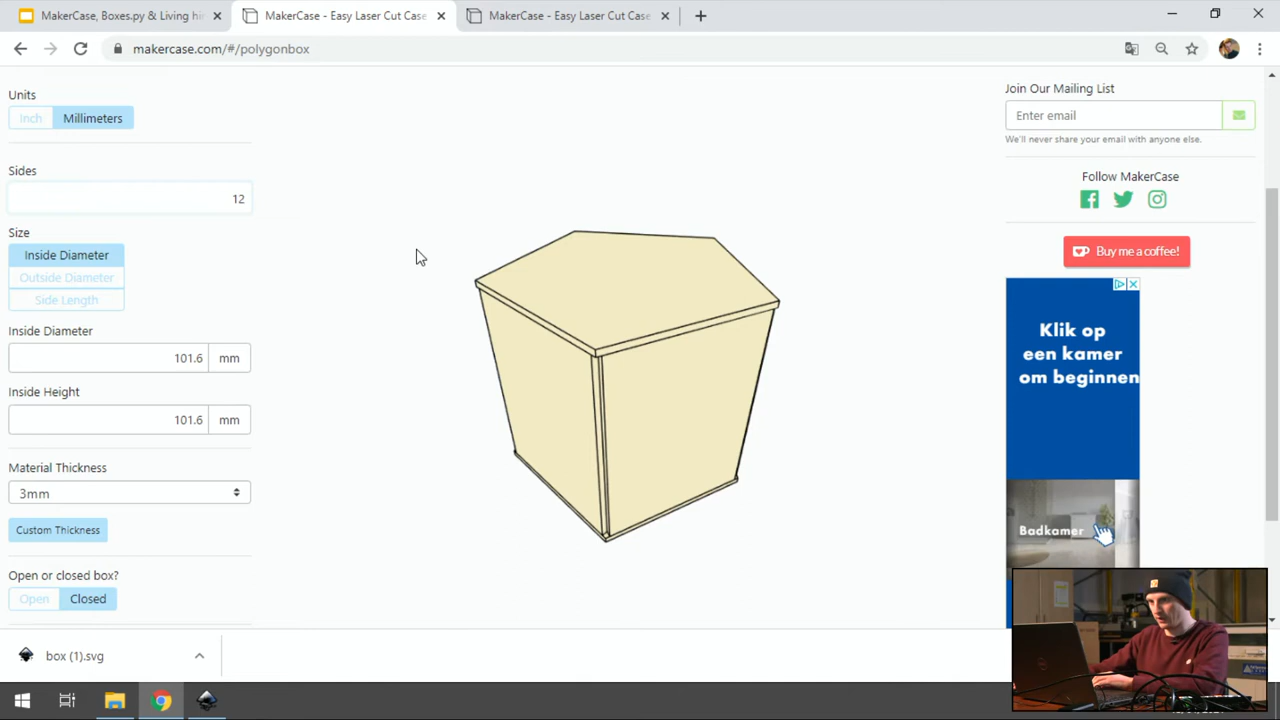 MakerCase, Boxes.py & Living hin
MakerCase - Easy Laser Cut Case
MakerCase - Easy Laser Cut Case
makercase.com/#/polygonbox
Units
Inch
Millimeters
Sides
12
Size
Inside Diameter
Outside Diameter
Side Length
Inside Diameter
101.6 mm
Inside Height
101.6 mm
Material Thickness
3mm
Custom Thickness
Open or closed box?
Open
Closed
Join Our Mailing List
Enter email
We'll never share your email with anyone else.
Follow MakerCase
Buy me a coffee!
Klik op
een kamer
om beginnen
Badkamer
box (1).svg